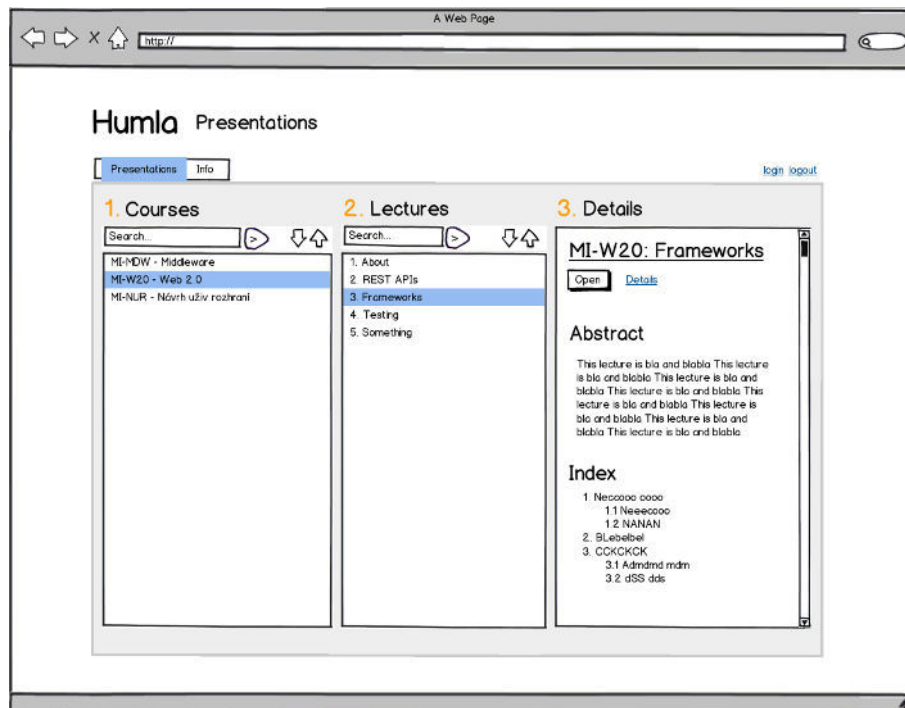 A Web Page
http://
Humla Presentations
Presentations Info
login logout
1. Courses
2. Lectures
3. Details
Search...
>
Search...
>
MI-MDW - Middleware
MI-W20 - Web 2.0
MI-NUR - Návrh uživ rozhraní
1. About
2. REST APIs
3. Frameworks
4. Testing
5. Something
MI-W20: Frameworks
Open Details
Abstract
This lecture is bla and blabla This lecture
is bla and blabla This lecture is bla and
blabla This lecture is bla and blabla This
lecture is bla and blabla This lecture is
bla and blabla This lecture is bla and
blabla This lecture is bla and blabla
Index
1 Neccooo cooo
1.1 Neeecooo
1.2 NANAN
2. BLebelbel
3. CCKCKCK
3.1 Admdmd mdm
3.2 dSS dds